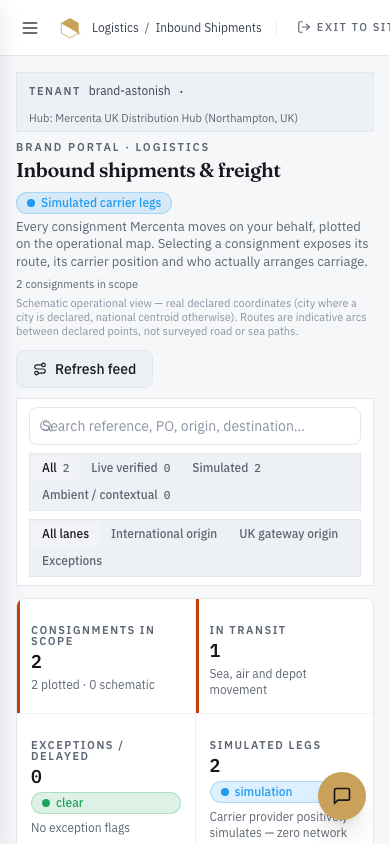 Logistics / Inbound Shipments
EXIT TO SIT
TENANT brand-astonish ·
Hub: Mercenta UK Distribution Hub (Northampton, UK)
BRAND PORTAL · LOGISTICS
Inbound shipments & freight
Simulated carrier legs
Every consignment Mercenta moves on your behalf, plotted
on the operational map. Selecting a consignment exposes its
route, its carrier position and who actually arranges carriage.
2 consignments in scope
Schematic operational view — real declared coordinates (city where a
city is declared, national centroid otherwise). Routes are indicative arcs
between declared points, not surveyed road or sea paths.
Refresh feed
Search reference, PO, origin, destination...
All 2 Live verified 0 Simulated 2
Ambient / contextual 0
All lanes International origin UK gateway origin
Exceptions
CONSIGNMENTS IN
SCOPE
2
2 plotted · 0 schematic
IN TRANSIT
1
Sea, air and depot
movement
EXCEPTIONS /
DELAYED
0
clear
No exception flags
SIMULATED LEGS
2
simulation
Carrier provider positively
simulates — zero network